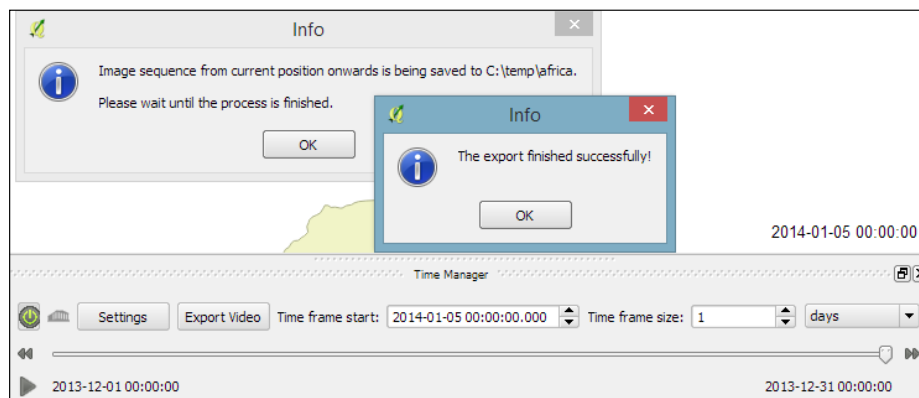 Info
Image sequence from current position onwards is being saved to C:\temp\africa.
Please wait until the process is finished.
OK
Info
The export finished successfully!
OK
2014-01-05 00:00:00
Time Manager
Settings
Export Video
Time frame start:
2014-01-05 00:00:00.000
Time frame size:
1
days
2013-12-01 00:00:00
2013-12-31 00:00:00